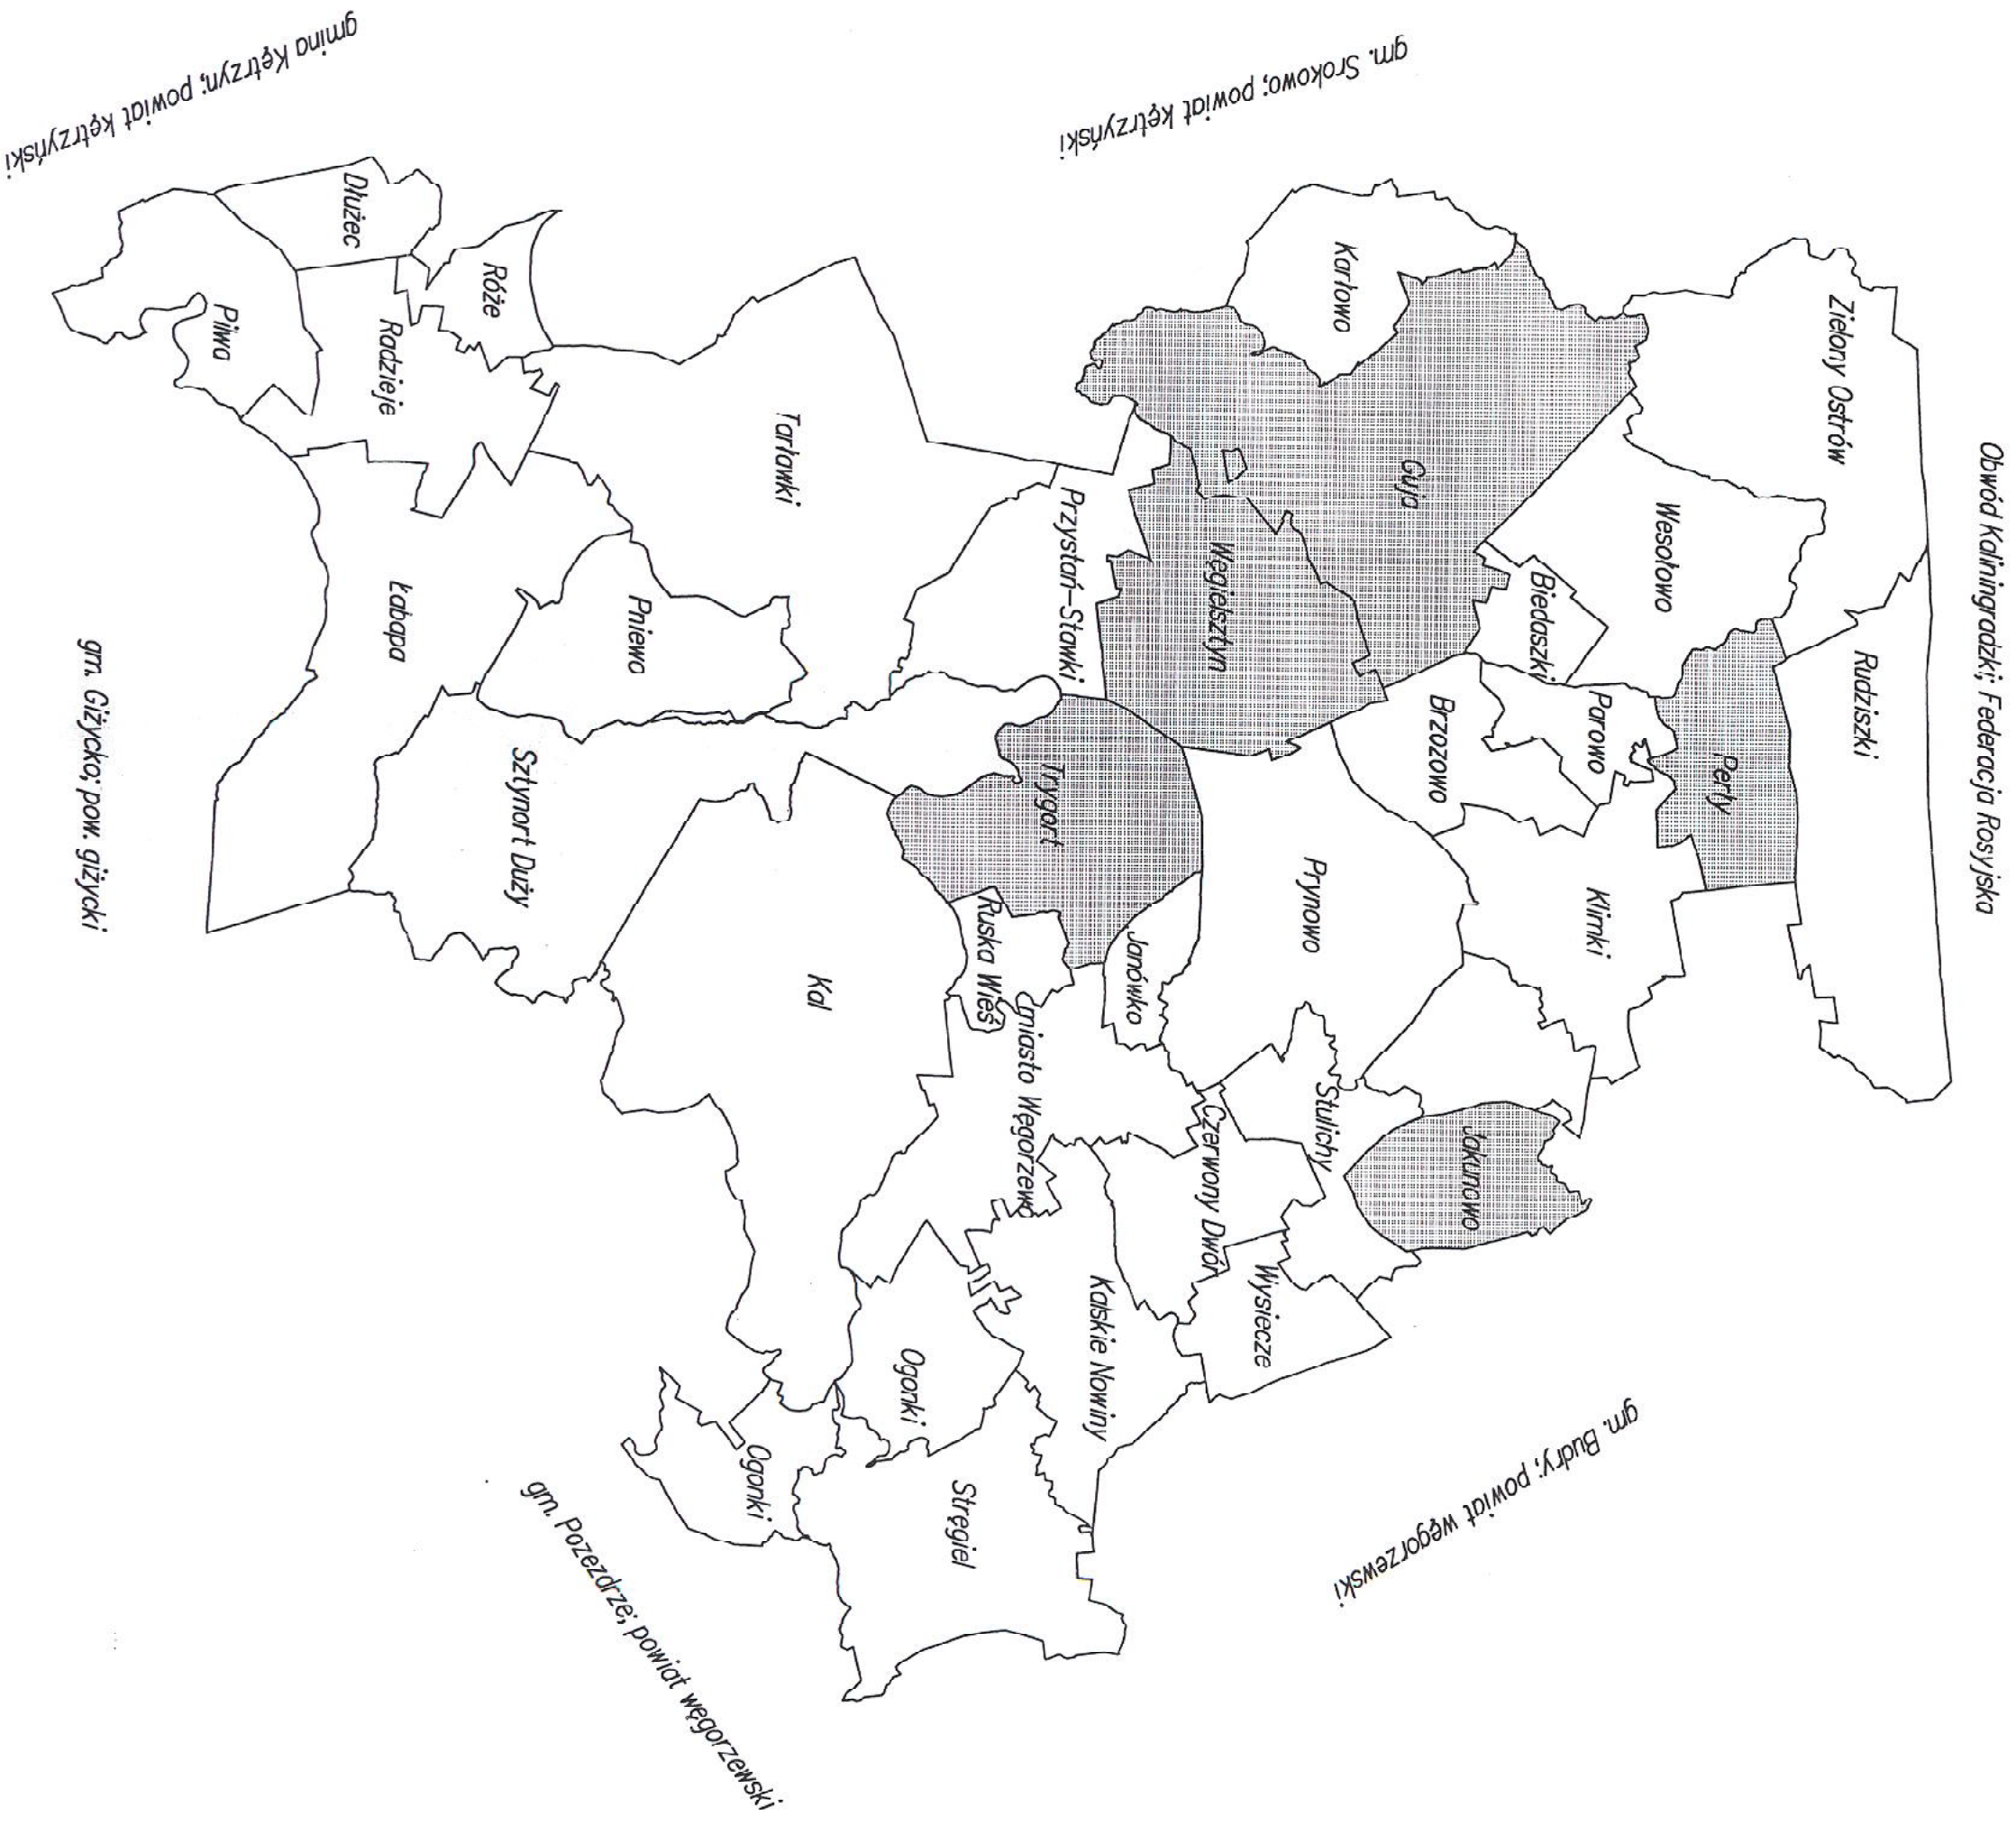 Obwód Kaliningradzki; Federacja Rosyjska
gm. Srokowo; powiat kętrzyński
gmina Kętrzyn; powiat kętrzyński
gm. Budry; powiat węgorzewski
gm. Pozezdrze; powiat węgorzewski
gm. Giżycko; pow. giżycki
Zielony Ostrów
Rudziszki
Perły
Wesołowo
Biedaszki
Parowo
Klimki
Jakunowo
Karłowo
Guja
Brzozowo
Prynowo
Stulichy
Węgielsztyn
Wysiecze
Czerwony Dwór
Janówko
Przystań-Stawki
Trygort
Ruska Wieś
miasto Węgorzewo
Kalskie Nowiny
Tarławki
Kal
Ogonki
Stręgiel
Ogonki
Pniewo
Sztynort Duży
Róże
Radzieje
Łabapa
Dłużec
Pilwa